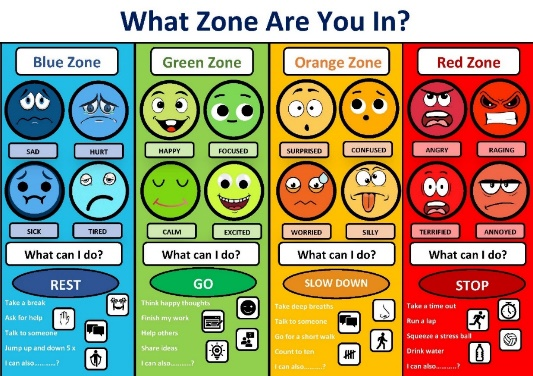 What Zone Are You In?
Blue Zone
SAD HURT
SICK TIRED
What can I do?
REST
Take a break
Ask for help
Talk to someone
Jump up and down 5 x
I can also..........?
Green Zone
HAPPY FOCUSED
CALM EXCITED
What can I do?
GO
Think happy thoughts
Finish my work
Help others
Share ideas
I can also..........?
Orange Zone
SURPRISED CONFUSED
WORRIED SILLY
What can I do?
SLOW DOWN
Take deep breaths
Talk to someone
Go for a short walk
Count to ten
I can also..........?
Red Zone
ANGRY RAGING
TERRIFIED ANNOYED
What can I do?
STOP
Take a time out
Run a lap
Squeeze a stress ball
Drink water
I can also..........?